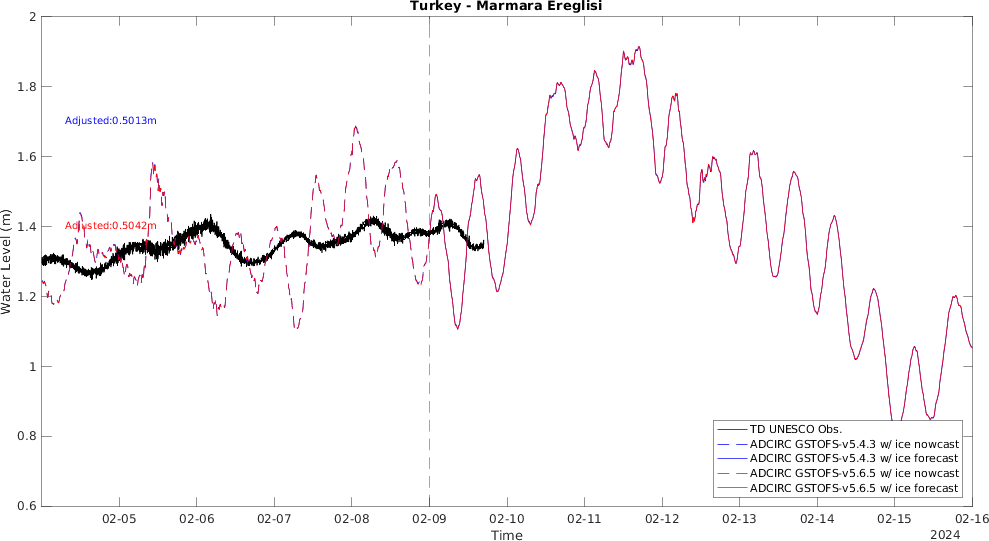 Turkey - Marmara Ereglisi
2
1.8
1.6
1.4
1.2
1
0.8
0.6
Water Level (m)
Adjusted:0.5013m
Adjusted:0.5042m
TD UNESCO Obs.
ADCIRC GSTOFS-v5.4.3 w/ ice nowcast
ADCIRC GSTOFS-v5.4.3 w/ ice forecast
ADCIRC GSTOFS-v5.6.5 w/ ice nowcast
ADCIRC GSTOFS-v5.6.5 w/ ice forecast
02-05 02-06 02-07 02-08 02-09 02-10 02-11 02-12 02-13 02-14 02-15 02-16
Time
2024